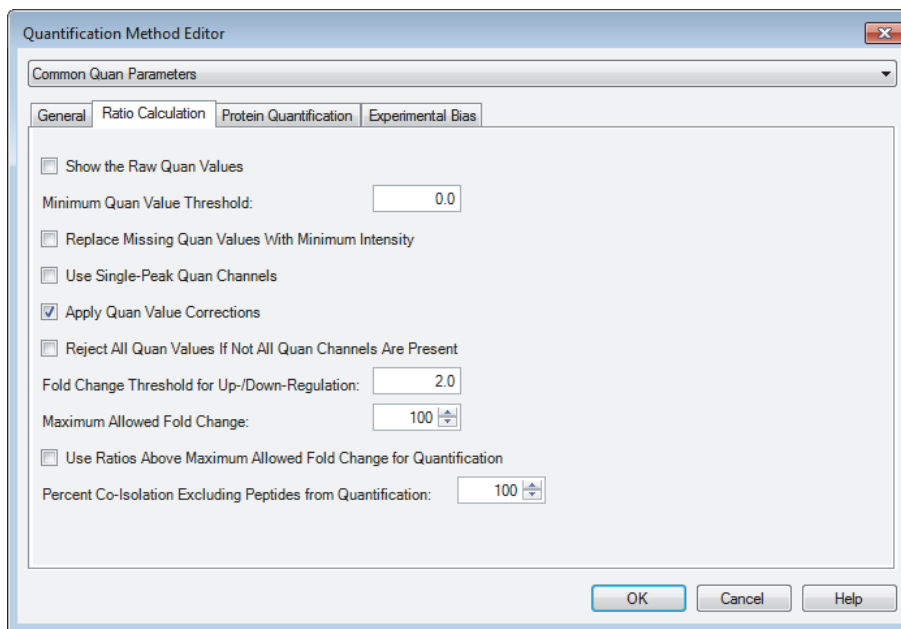 Quantification Method Editor
Common Quan Parameters
General Ratio Calculation Protein Quantification Experimental Bias
Show the Raw Quan Values
Minimum Quan Value Threshold: 0.0
Replace Missing Quan Values With Minimum Intensity
Use Single-Peak Quan Channels
Apply Quan Value Corrections
Reject All Quan Values If Not All Quan Channels Are Present
Fold Change Threshold for Up-/Down-Regulation: 2.0
Maximum Allowed Fold Change: 100
Use Ratios Above Maximum Allowed Fold Change for Quantification
Percent Co-Isolation Excluding Peptides from Quantification: 100
OK Cancel Help